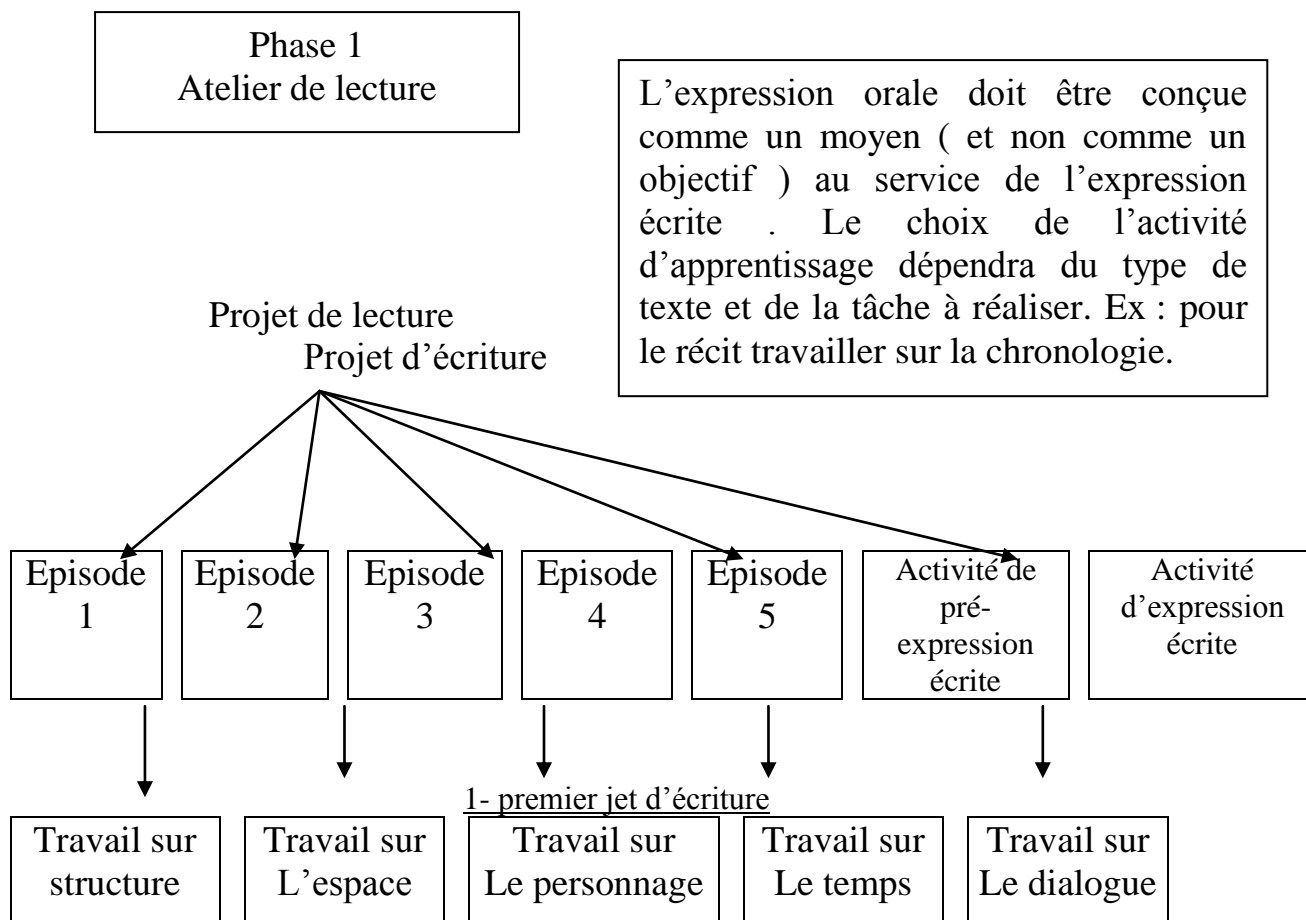 Phase 1
Atelier de lecture
L’expression orale doit être conçue
comme un moyen ( et non comme un
objectif ) au service de l’expression
écrite . Le choix de l’activité
d’apprentissage dépendra du type de
texte et de la tâche à réaliser. Ex : pour
le récit travailler sur la chronologie.
Projet de lecture
Projet d’écriture
Episode
1
Episode
2
Episode
3
Episode
4
Episode
5
Activité de
pré-
expression
écrite
Activité
d’expression
écrite
1- premier jet d’écriture
Travail sur
structure
Travail sur
L’espace
Travail sur
Le personnage
Travail sur
Le temps
Travail sur
Le dialogue